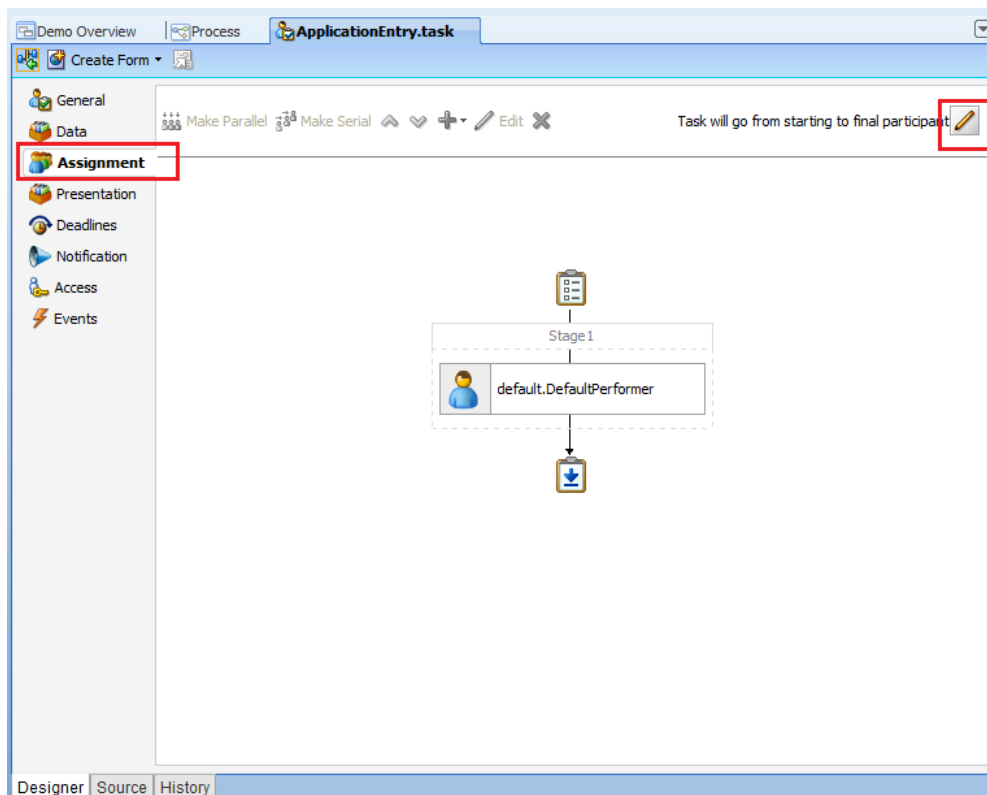 Demo Overview Process ApplicationEntry.task
Create Form
General
Data
Assignment
Presentation
Deadlines
Notification
Access
Events
Make Parallel Make Serial Edit Task will go from starting to final participant
Stage1
default.DefaultPerformer
Designer Source History